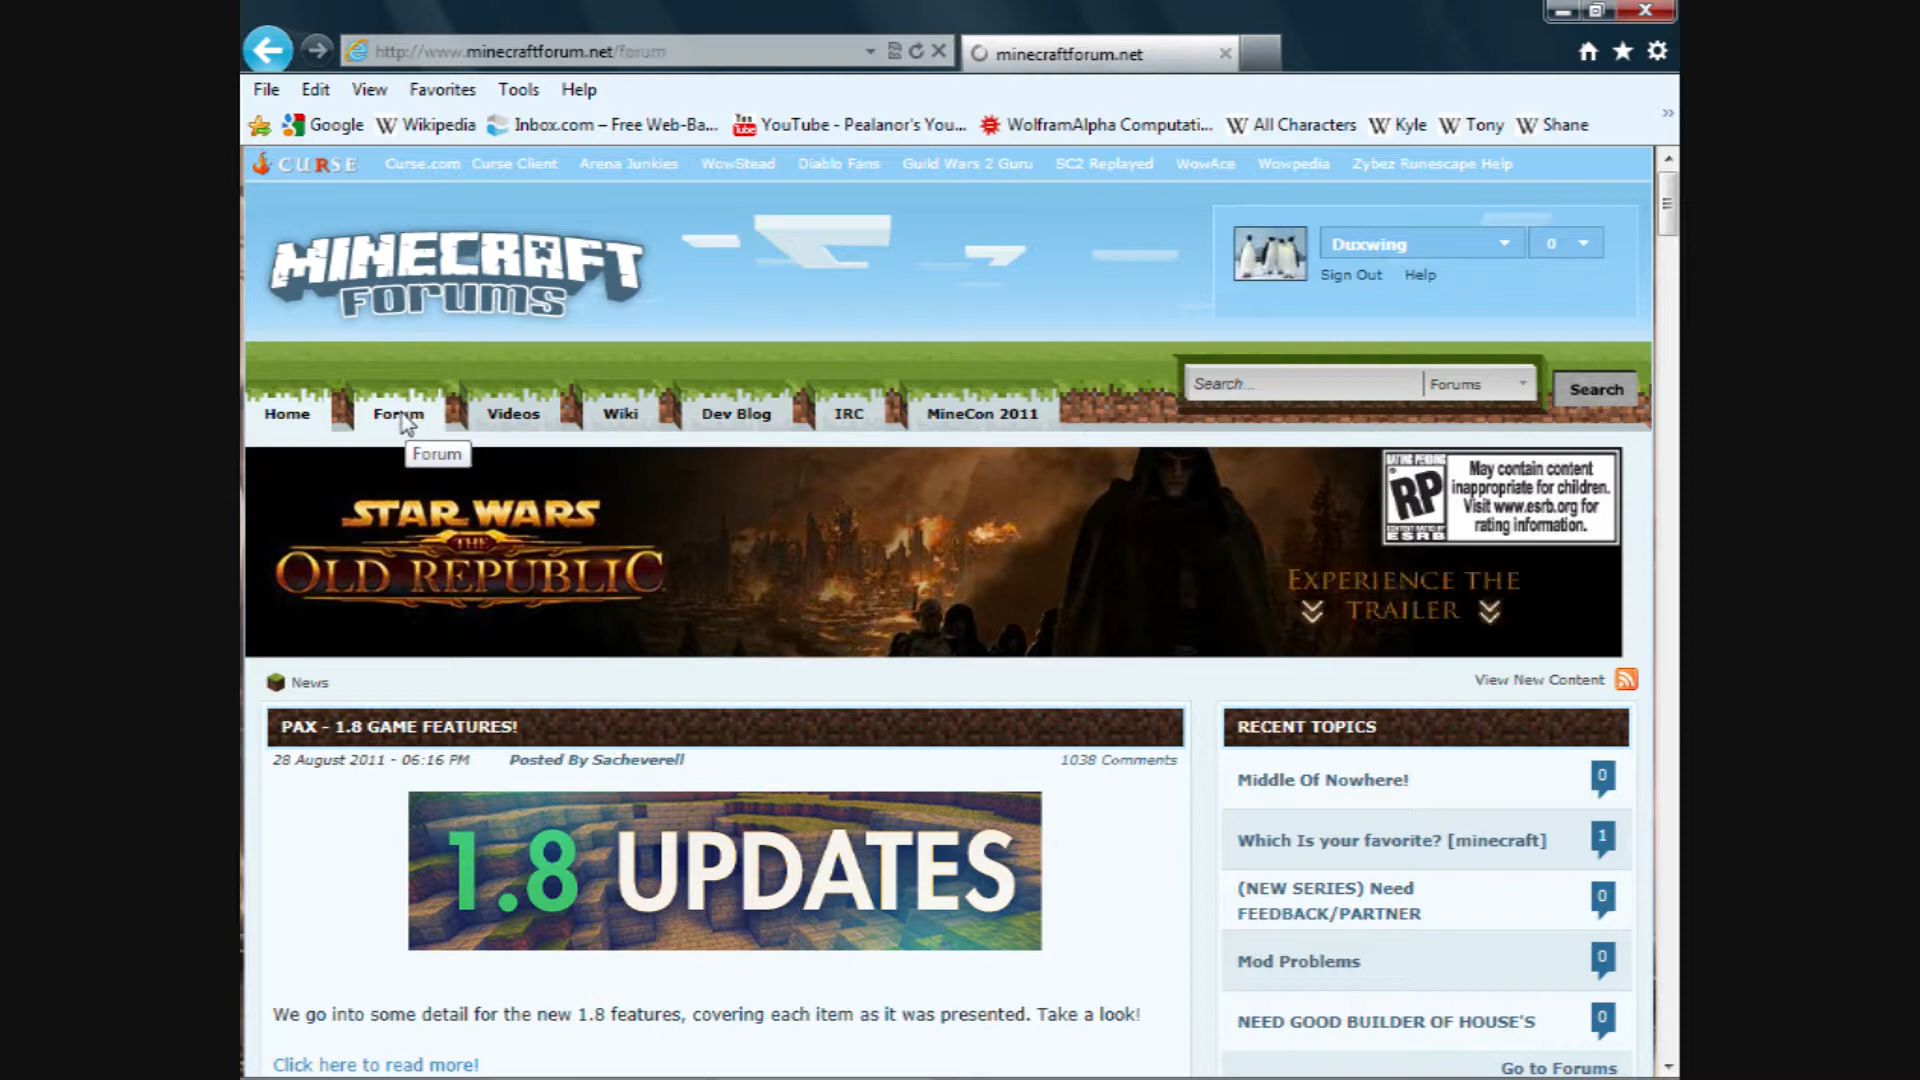 http://www.minecraftforum.net/forum
minecraftforum.net
File Edit View Favorites Tools Help
Google Wikipedia Inbox.com – Free Web-Ba... YouTube - Pealanor's You... WolframAlpha Computati... All Characters Kyle Tony Shane
CURSE Curse.com Curse Client Arena Junkies WowStead Diablo Fans Guild Wars 2 Guru SC2 Replayed WowAce Wowpedia Zybez Runescape Help
MINECRAFT
FORUMS
Duxwing 0
Sign Out Help
Search... Forums Search
Home Forum Videos Wiki Dev Blog IRC MineCon 2011
Forum
STAR WARS
THE
OLD REPUBLIC
RATING PENDING
RP
ESRB
May contain content
inappropriate for children.
Visit www.esrb.org for
rating information.
EXPERIENCE THE
TRAILER
News
View New Content
PAX - 1.8 GAME FEATURES!
28 August 2011 - 06:16 PM Posted By Sacheverell 1038 Comments
1.8 UPDATES
We go into some detail for the new 1.8 features, covering each item as it was presented. Take a look!
Click here to read more!
RECENT TOPICS
Middle Of Nowhere! 0
Which Is your favorite? [minecraft] 1
(NEW SERIES) Need
FEEDBACK/PARTNER 0
Mod Problems 0
NEED GOOD BUILDER OF HOUSE'S 0
Go to Forums